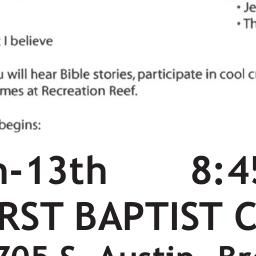 • Je
• Th
I believe
u will hear Bible stories, participate in cool c
mes at Recreation Reef.
begins:
-13th 8:45
RST BAPTIST C
705 S. Austin, Br